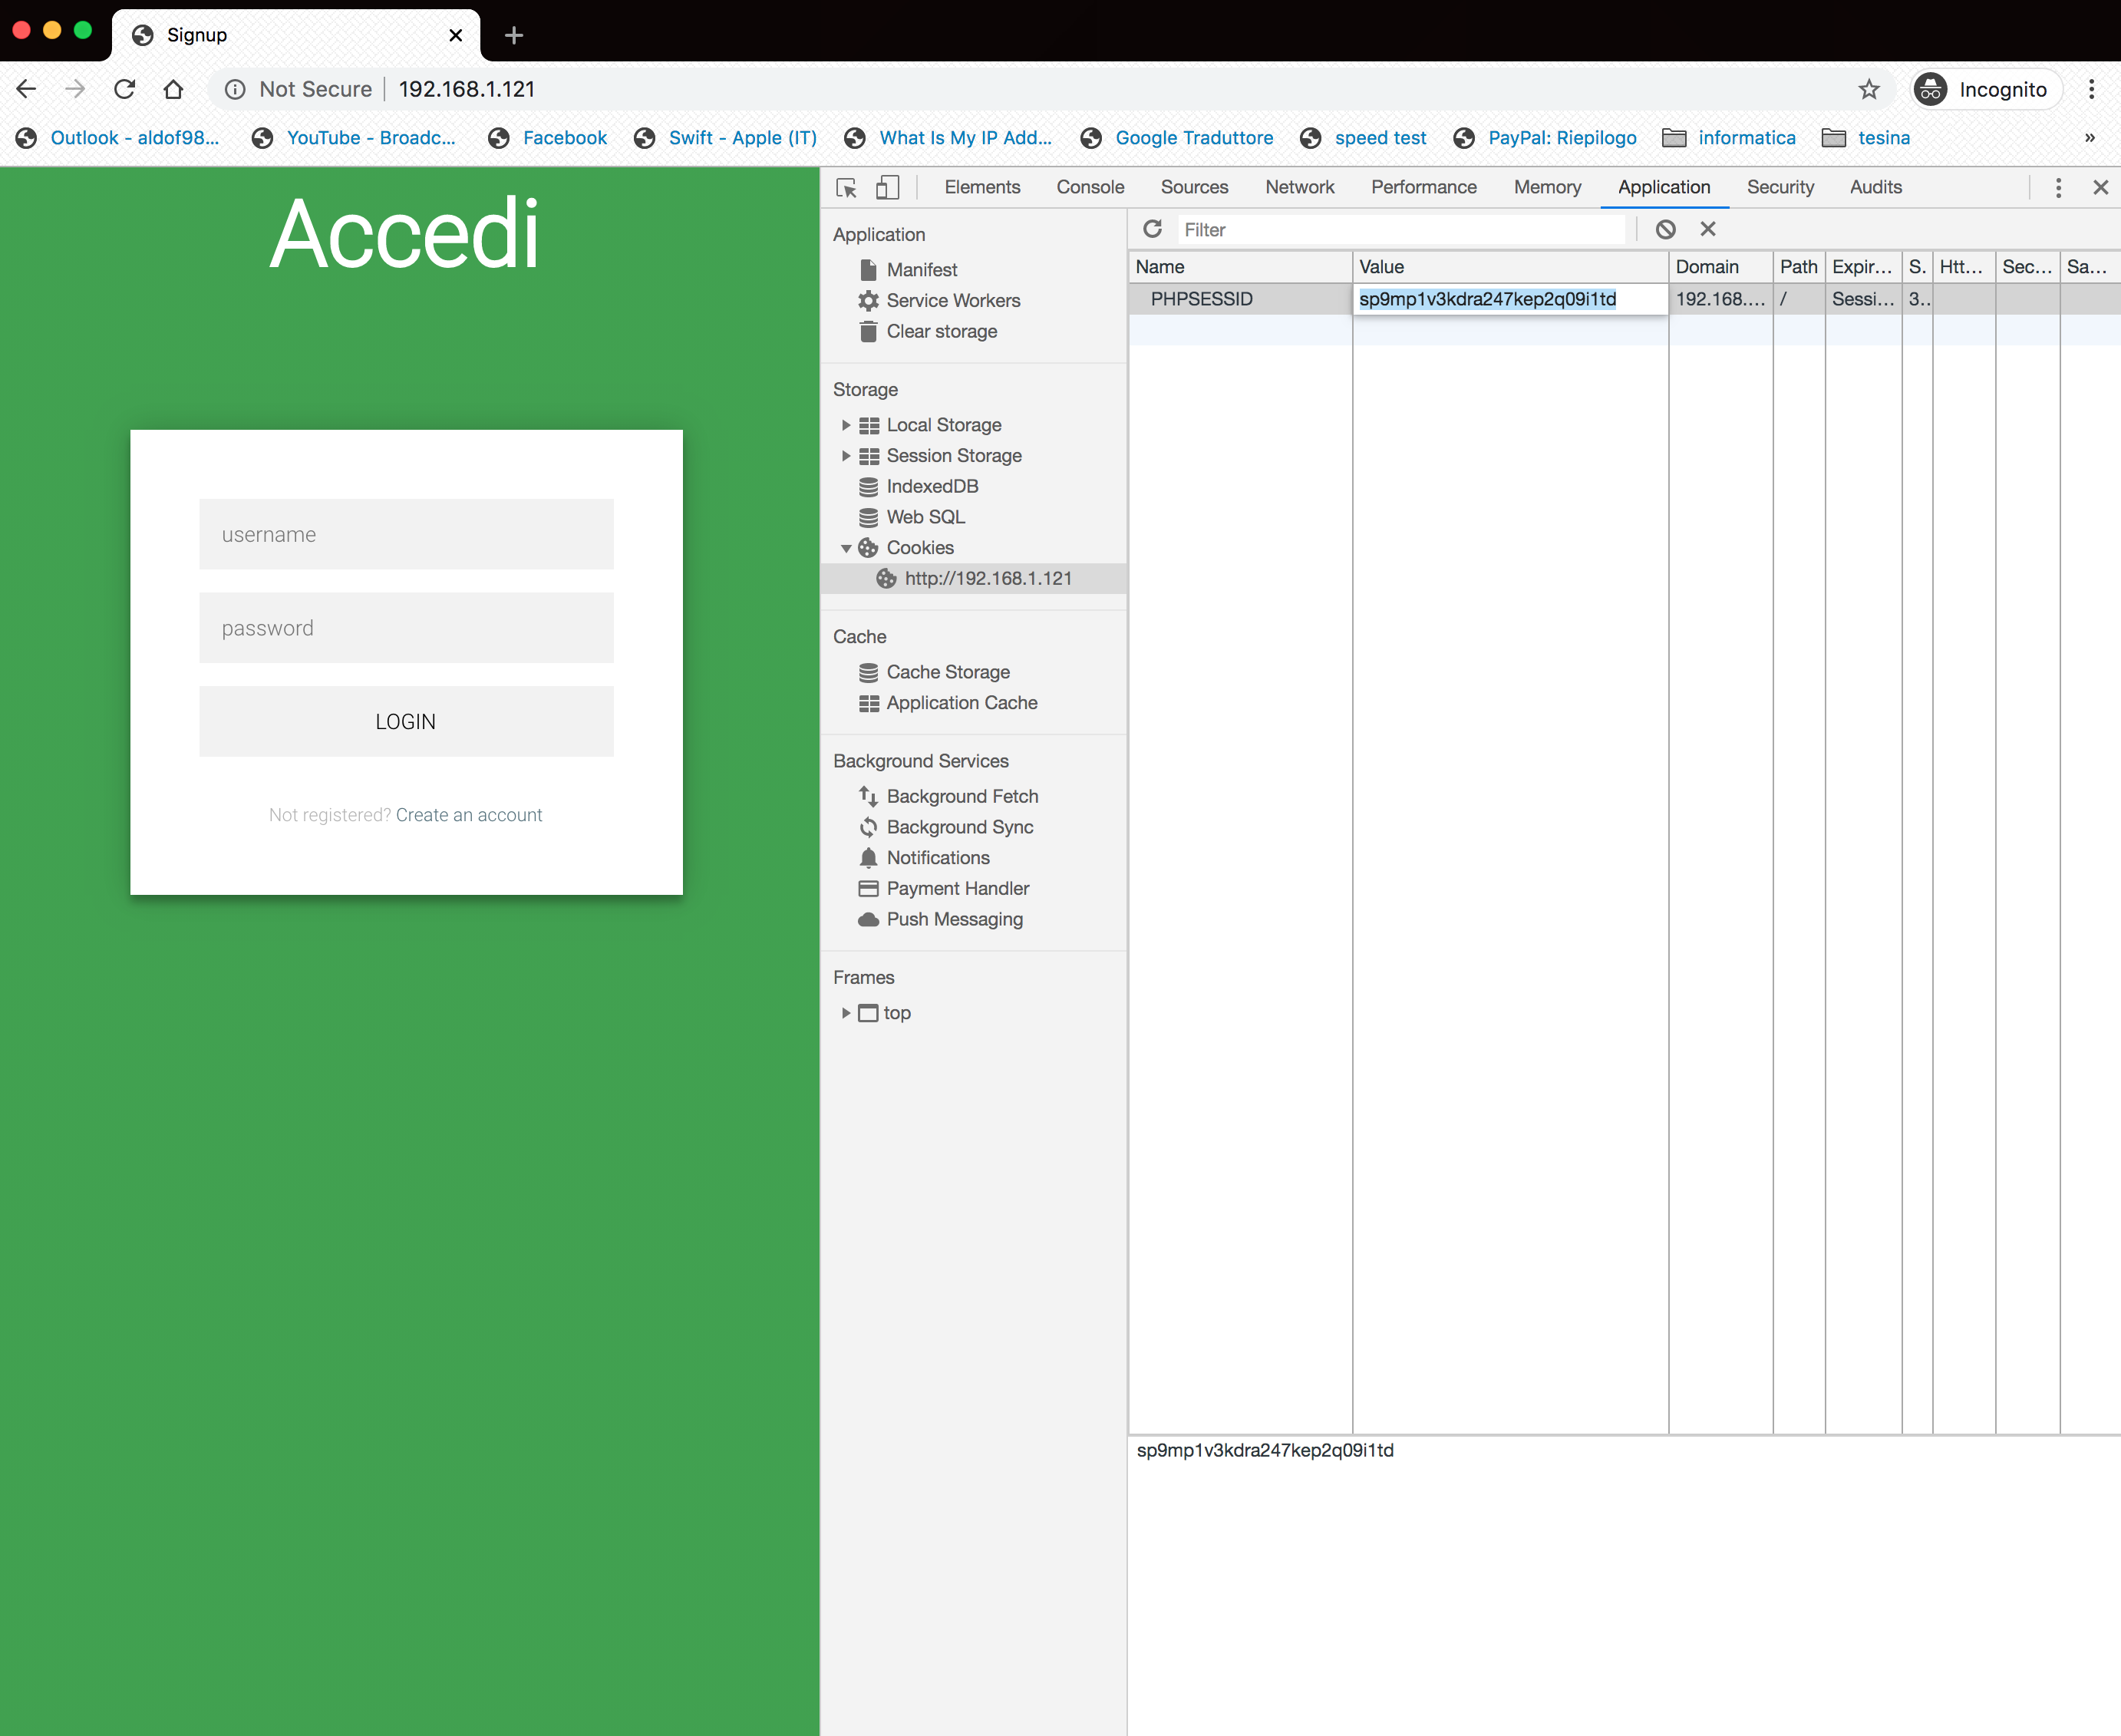 Signup
Not Secure 192.168.1.121 Incognito
Outlook - aldof98... YouTube - Broadc... Facebook Swift - Apple (IT) What Is My IP Add... Google Traduttore speed test PayPal: Riepilogo informatica tesina »
Accedi
username
password
LOGIN
Not registered? Create an account
Elements Console Sources Network Performance Memory Application Security Audits
Application
Manifest
Service Workers
Clear storage
Storage
Local Storage
Session Storage
IndexedDB
Web SQL
Cookies
http://192.168.1.121
Cache
Cache Storage
Application Cache
Background Services
Background Fetch
Background Sync
Notifications
Payment Handler
Push Messaging
Frames
top
Filter
Name Value Domain Path Expir... S. Htt... Sec... Sa...
PHPSESSID sp9mp1v3kdra247kep2q09i1td 192.168.... / Sessi... 3..
sp9mp1v3kdra247kep2q09i1td